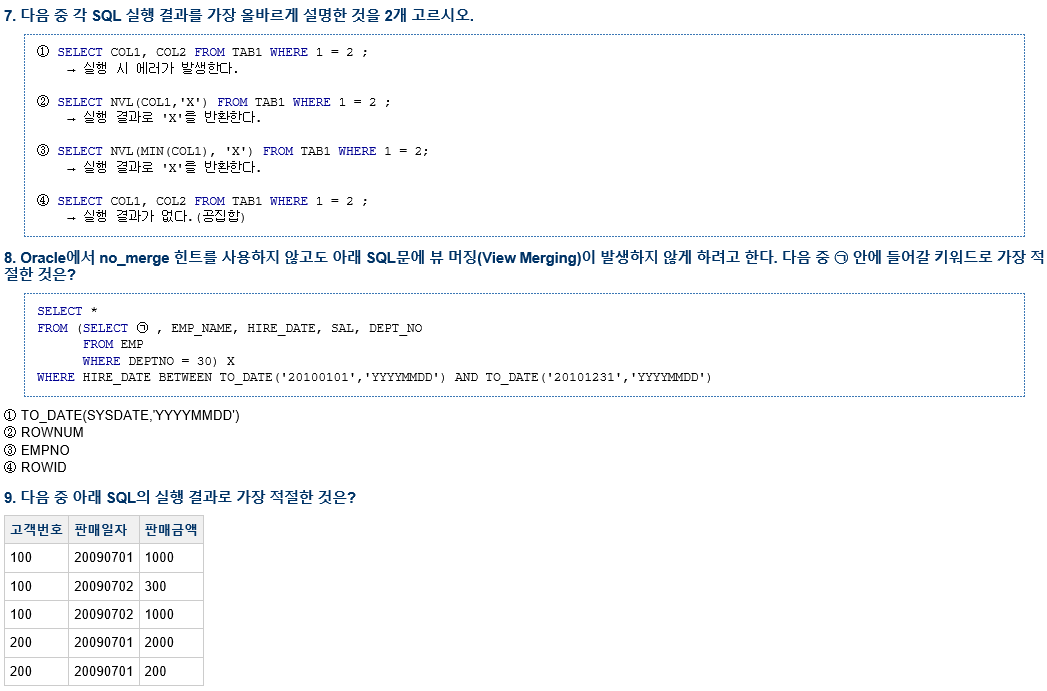 7. 다음 중 각 SQL 실행 결과를 가장 올바르게 설명한 것을 2개 고르시오.
① SELECT COL1, COL2 FROM TAB1 WHERE 1 = 2 ;
→ 실행 시 에러가 발생한다.
② SELECT NVL(COL1,'X') FROM TAB1 WHERE 1 = 2 ;
→ 실행 결과로 'X'를 반환한다.
③ SELECT NVL(MIN(COL1), 'X') FROM TAB1 WHERE 1 = 2;
→ 실행 결과로 'X'를 반환한다.
④ SELECT COL1, COL2 FROM TAB1 WHERE 1 = 2 ;
→ 실행 결과가 없다.(공집합)
8. Oracle에서 no_merge 힌트를 사용하지 않고도 아래 SQL문에 뷰 머징(View Merging)이 발생하지 않게 하려고 한다. 다음 중 ㉠ 안에 들어갈 키워드로 가장 적
절한 것은?
SELECT *
FROM (SELECT ㉠ , EMP_NAME, HIRE_DATE, SAL, DEPT_NO
FROM EMP
WHERE DEPTNO = 30) X
WHERE HIRE_DATE BETWEEN TO_DATE('20100101','YYYYMMDD') AND TO_DATE('20101231','YYYYMMDD')
① TO_DATE(SYSDATE,'YYYYMMDD')
② ROWNUM
③ EMPNO
④ ROWID
9. 다음 중 아래 SQL의 실행 결과로 가장 적절한 것은?
고객번호 판매일자 판매금액
100 20090701 1000
100 20090702 300
100 20090702 1000
200 20090701 2000
200 20090701 200